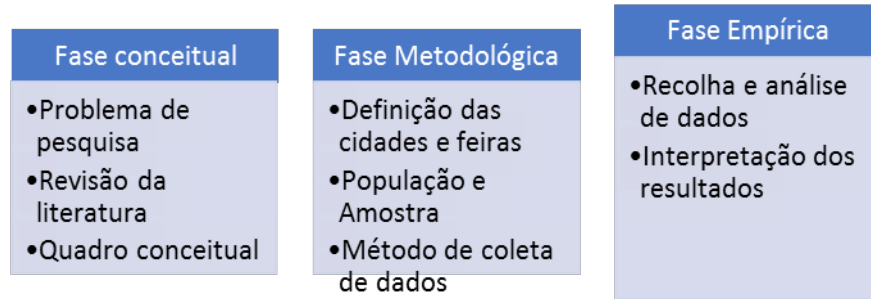 Fase conceitual
•Problema de
pesquisa
•Revisão da
literatura
•Quadro conceitual
Fase Metodológica
•Definição das
cidades e feiras
•População e
Amostra
•Método de coleta
de dados
Fase Empírica
•Recolha e análise
de dados
•Interpretação dos
resultados